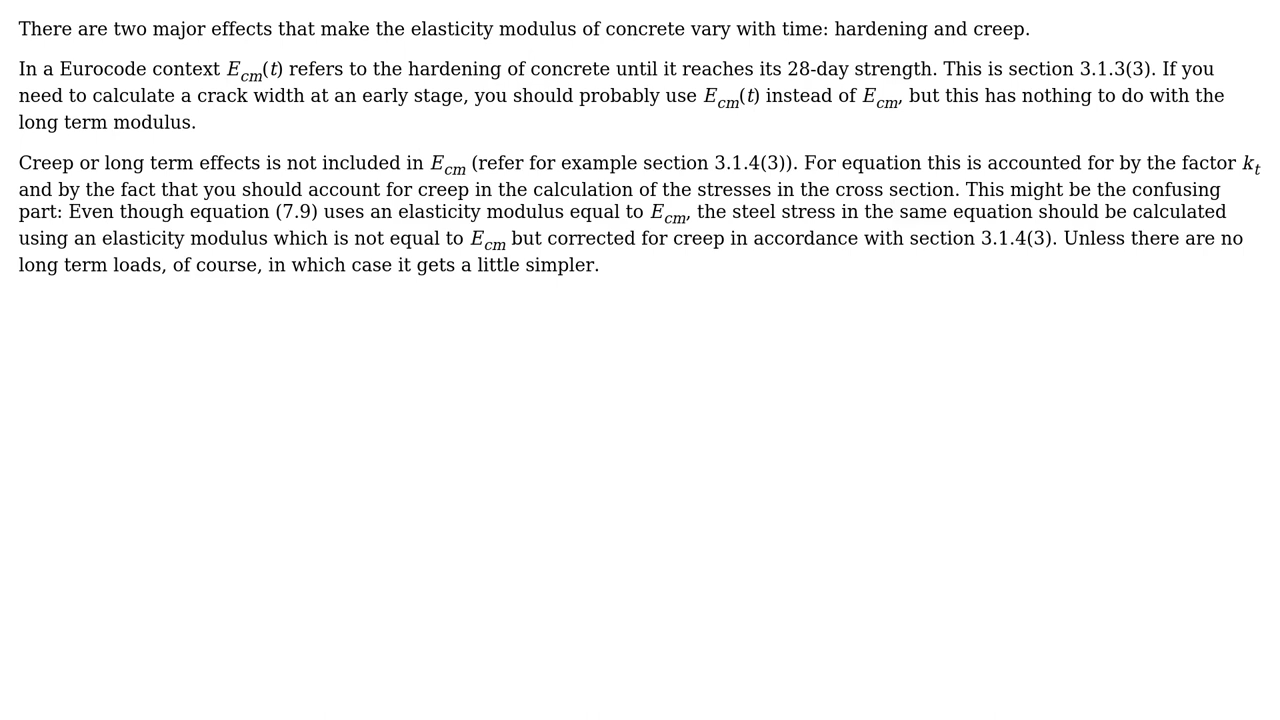 There are two major effects that make the elasticity modulus of concrete vary with time: hardening and creep.
In a Eurocode context E_cm(t) refers to the hardening of concrete until it reaches its 28-day strength. This is section 3.1.3(3). If you
need to calculate a crack width at an early stage, you should probably use E_cm(t) instead of E_cm, but this has nothing to do with the
long term modulus.
Creep or long term effects is not included in E_cm (refer for example section 3.1.4(3)). For equation this is accounted for by the factor k_t
and by the fact that you should account for creep in the calculation of the stresses in the cross section. This might be the confusing
part: Even though equation (7.9) uses an elasticity modulus equal to E_cm, the steel stress in the same equation should be calculated
using an elasticity modulus which is not equal to E_cm but corrected for creep in accordance with section 3.1.4(3). Unless there are no
long term loads, of course, in which case it gets a little simpler.